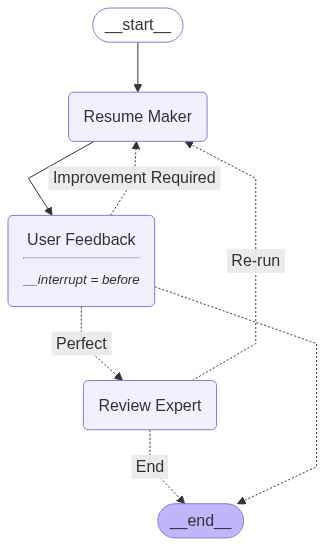 __start__
Resume Maker
Improvement Required
User Feedback
__interrupt = before
Re-run
Perfect
Review Expert
End
__end__